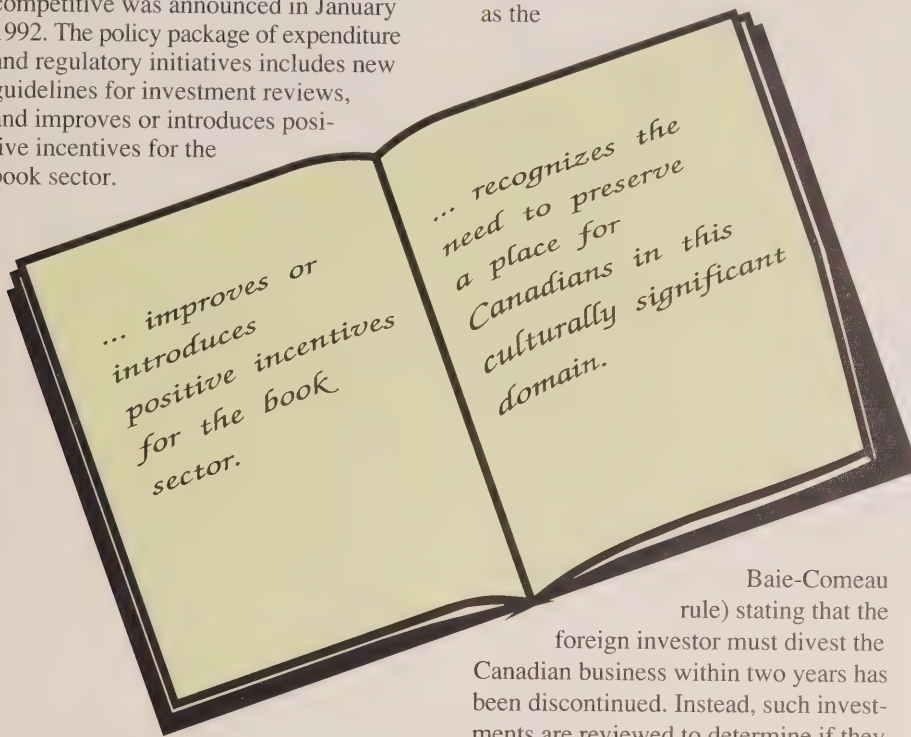 competitive was announced in January
1992. The policy package of expenditure
and regulatory initiatives includes new
guidelines for investment reviews,
and improves or introduces posi-
tive incentives for the
book sector.
... improves or
introduces
positive incentives
for the book
sector.
as the
... recognizes the
need to preserve
a place for
Canadians in this
culturally significant
domain.
Baie-Comeau
rule) stating that the
foreign investor must divest the
Canadian business within two years has
been discontinued. Instead, such invest-
ments are reviewed to determine if they